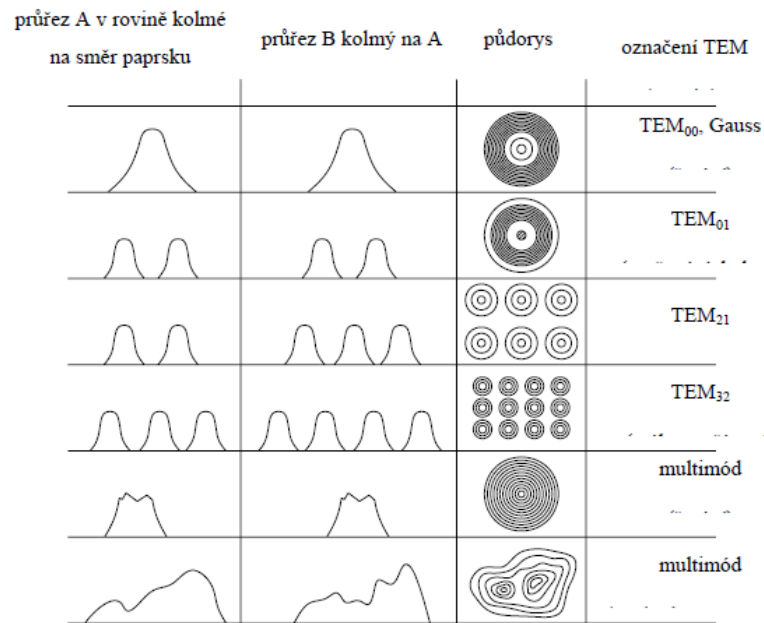 průřez A v rovině kolmé
na směr paprsku
průřez B kolmý na A
půdorys
označení TEM
TEM₀₀, Gauss
TEM₀₁
TEM₂₁
TEM₃₂
multimód
multimód